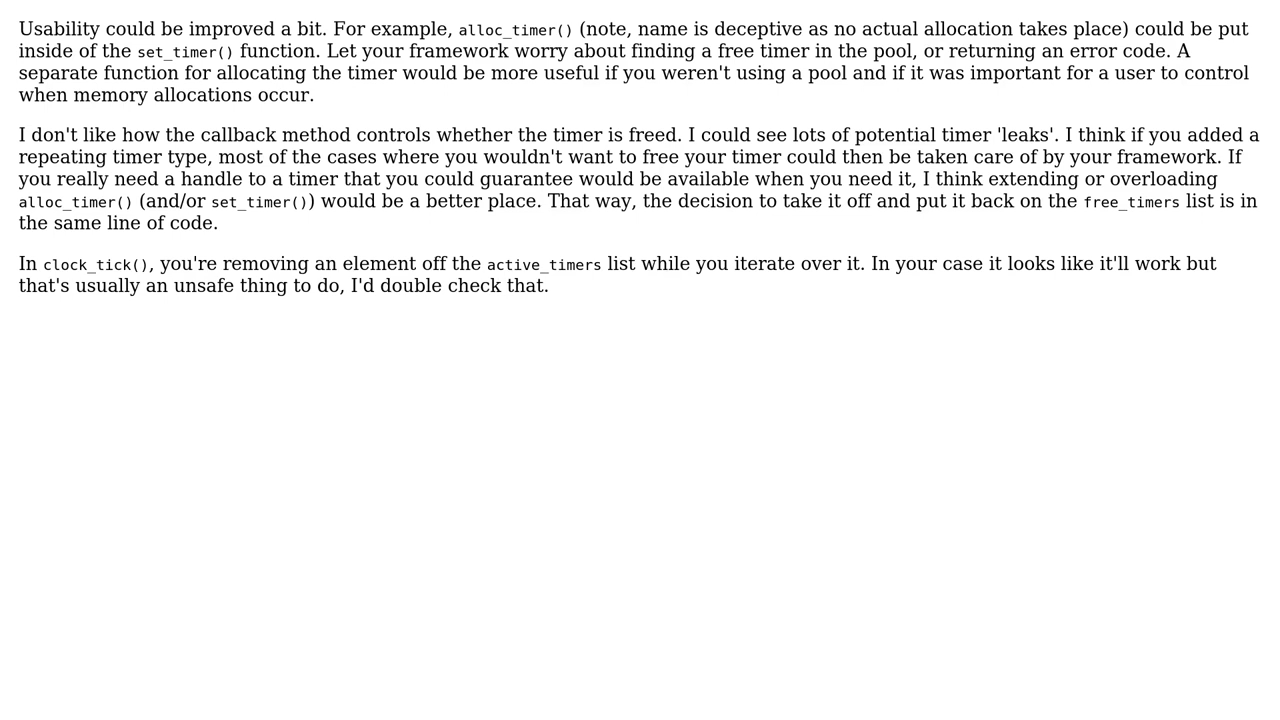 Usability could be improved a bit. For example, alloc_timer() (note, name is deceptive as no actual allocation takes place) could be put
inside of the set_timer() function. Let your framework worry about finding a free timer in the pool, or returning an error code. A
separate function for allocating the timer would be more useful if you weren't using a pool and if it was important for a user to control
when memory allocations occur.
I don't like how the callback method controls whether the timer is freed. I could see lots of potential timer 'leaks'. I think if you added a
repeating timer type, most of the cases where you wouldn't want to free your timer could then be taken care of by your framework. If
you really need a handle to a timer that you could guarantee would be available when you need it, I think extending or overloading
alloc_timer() (and/or set_timer()) would be a better place. That way, the decision to take it off and put it back on the free_timers list is in
the same line of code.
In clock_tick(), you're removing an element off the active_timers list while you iterate over it. In your case it looks like it'll work but
that's usually an unsafe thing to do, I'd double check that.